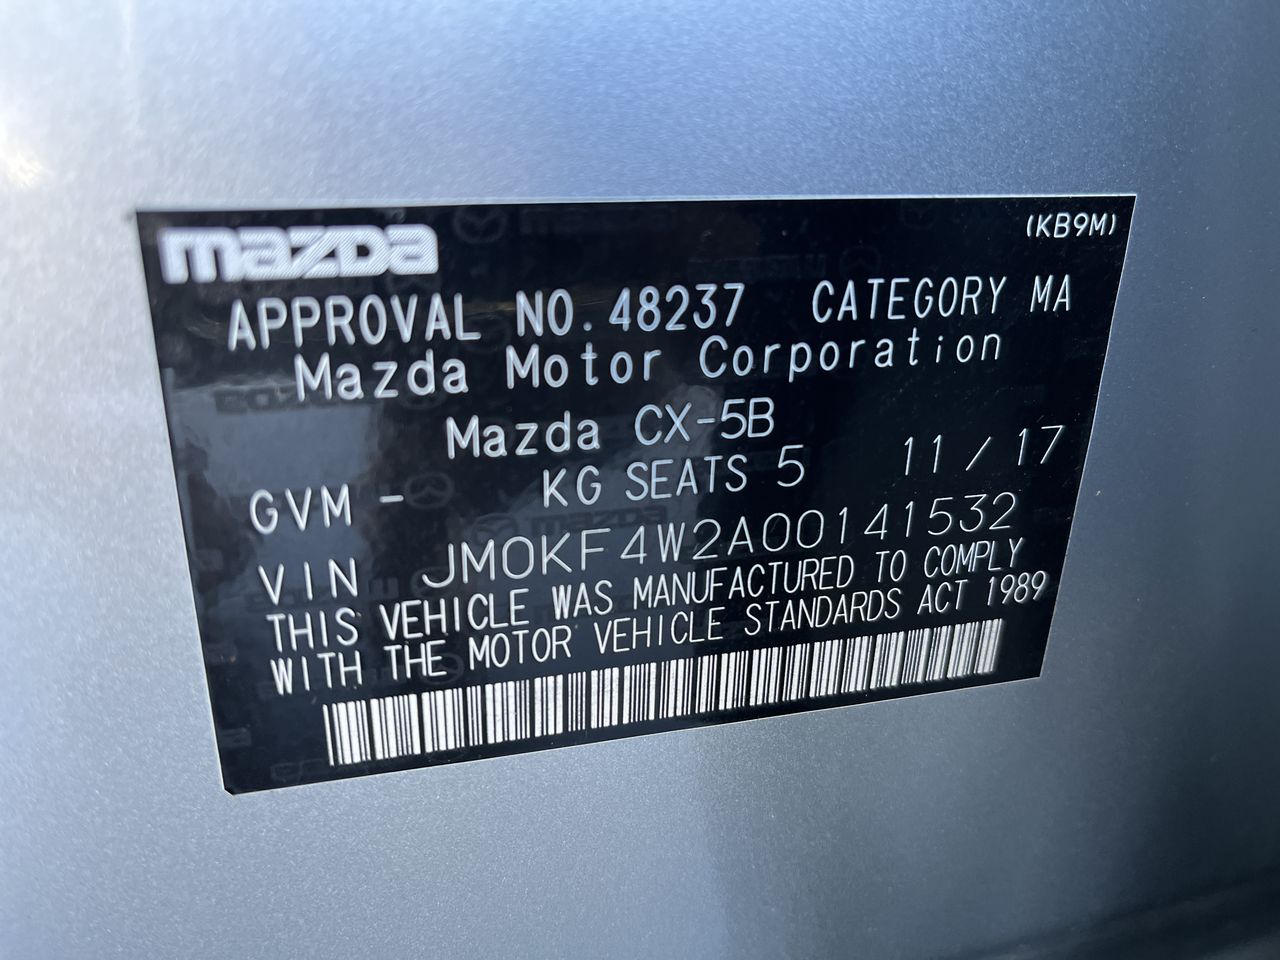 mazda
(KB9M)
APPROVAL NO. 48237 CATEGORY MA
Mazda Motor Corporation
Mazda CX-5B
GVM - KG SEATS 5 11 / 17
VIN JM0KF4W2A00141532
THIS VEHICLE WAS MANUFACTURED TO COMPLY
WITH THE MOTOR VEHICLE STANDARDS ACT 1989